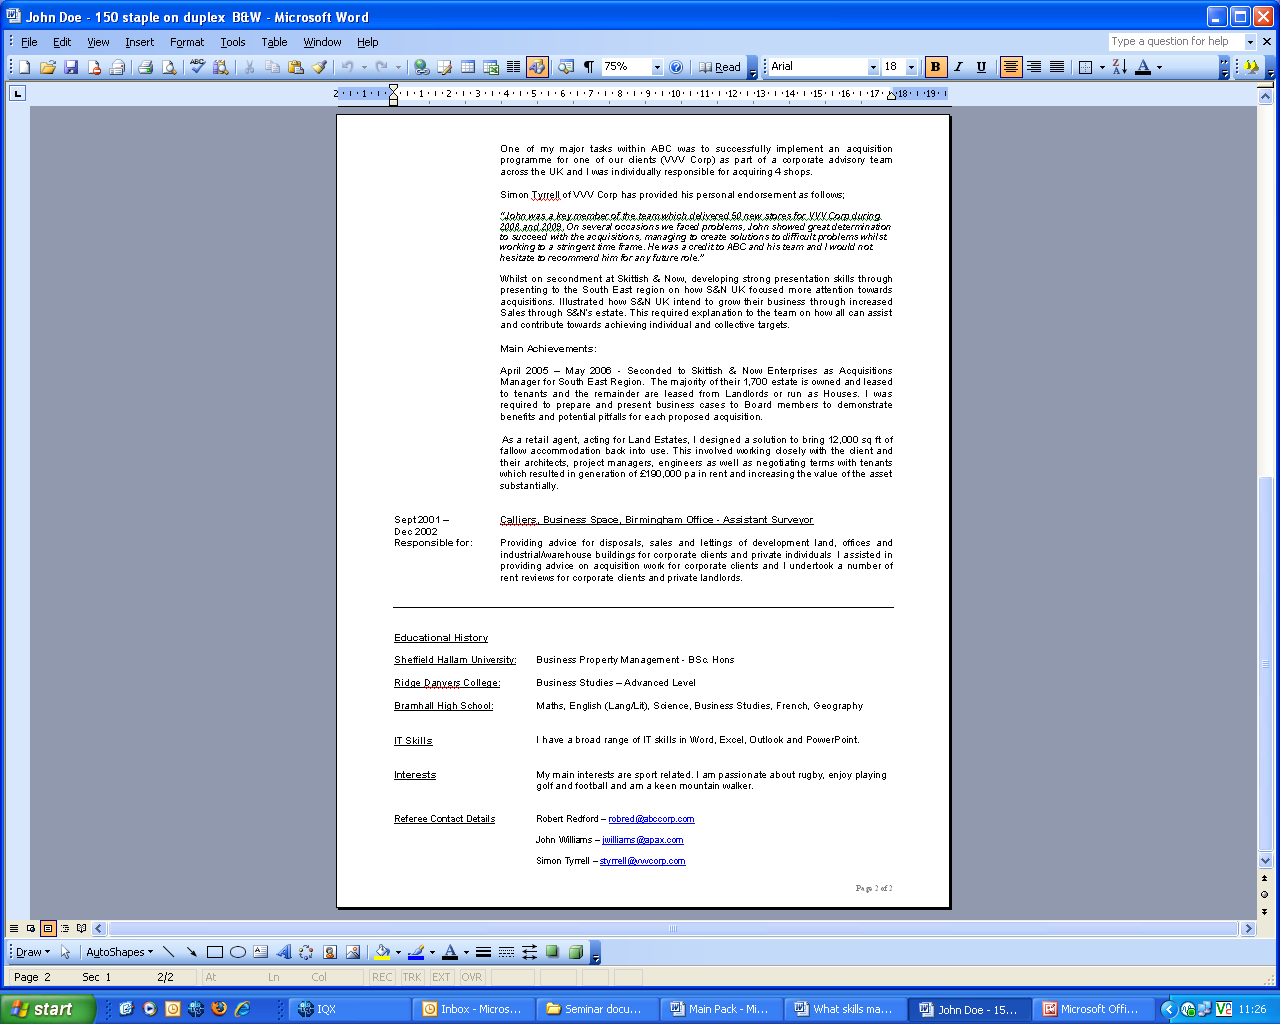 John Doe - 150 staple on duplex B&W - Microsoft Word
File Edit View Insert Format Tools Table Window Help Type a question for help
75% Read Arial 18 B I U
2 1 1 2 3 4 5 6 7 8 9 10 11 12 13 14 15 16 17 18 19
One of my major tasks within ABC was to successfully implement an acquisition
programme for one of our clients (VVV Corp) as part of a corporate advisory team
across the UK and I was individually responsible for acquiring 4 shops.
Simon Tyrrell of VVV Corp has provided his personal endorsement as follows;
"John was a key member of the team which delivered 50 new stores for VVV Corp during
2008 and 2009. On several occasions we faced problems, John showed great determination
to succeed with the acquisitions, managing to create solutions to difficult problems whilst
working to a stringent time frame. He was a credit to ABC and his team and I would not
hesitate to recommend him for any future role."
Whilst on secondment at Skittish & Now, developing strong presentation skills through
presenting to the South East region on how S&N UK focused more attention towards
acquisitions. Illustrated how S&N UK intend to grow their business through increased
Sales through S&N's estate. This required explanation to the team on how all can assist
and contribute towards achieving individual and collective targets.
Main Achievements:
April 2005 – May 2006 - Seconded to Skittish & Now Enterprises as Acquisitions
Manager for South East Region. The majority of their 1,700 estate is owned and leased
to tenants and the remainder are leased from Landlords or run as Houses. I was
required to prepare and present business cases to Board members to demonstrate
benefits and potential pitfalls for each proposed acquisition.
As a retail agent, acting for Land Estates, I designed a solution to bring 12,000 sq ft of
fallow accommodation back into use. This involved working closely with the client and
their architects, project managers, engineers as well as negotiating terms with tenants
which resulted in generation of £190,000 pa in rent and increasing the value of the asset
substantially.
Sept 2001 – Calliers, Business Space, Birmingham Office - Assistant Surveyor
Dec 2002
Responsible for: Providing advice for disposals, sales and lettings of development land, offices and
industrial/warehouse buildings for corporate clients and private individuals I assisted in
providing advice on acquisition work for corporate clients and I undertook a number of
rent reviews for corporate clients and private landlords.
Educational History
Sheffield Hallam University: Business Property Management - BSc. Hons
Ridge Danyers College: Business Studies – Advanced Level
Bramhall High School: Maths, English (Lang/Lit), Science, Business Studies, French, Geography
IT Skills I have a broad range of IT skills in Word, Excel, Outlook and PowerPoint.
Interests My main interests are sport related. I am passionate about rugby, enjoy playing
golf and football and am a keen mountain walker.
Referee Contact Details Robert Redford – robred@abccorp.com
John Williams – jwilliams@apax.com
Simon Tyrrell – styrrell@vvvcorp.com
Page 2 of 2
Draw AutoShapes
Page 2 Sec 1 2/2 At Ln Col REC TRK EXT OVR
start IQX Inbox - Micros... Seminar docu... Main Pack - Mi... What skills ma... John Doe - 15... Microsoft Offi... 11:26